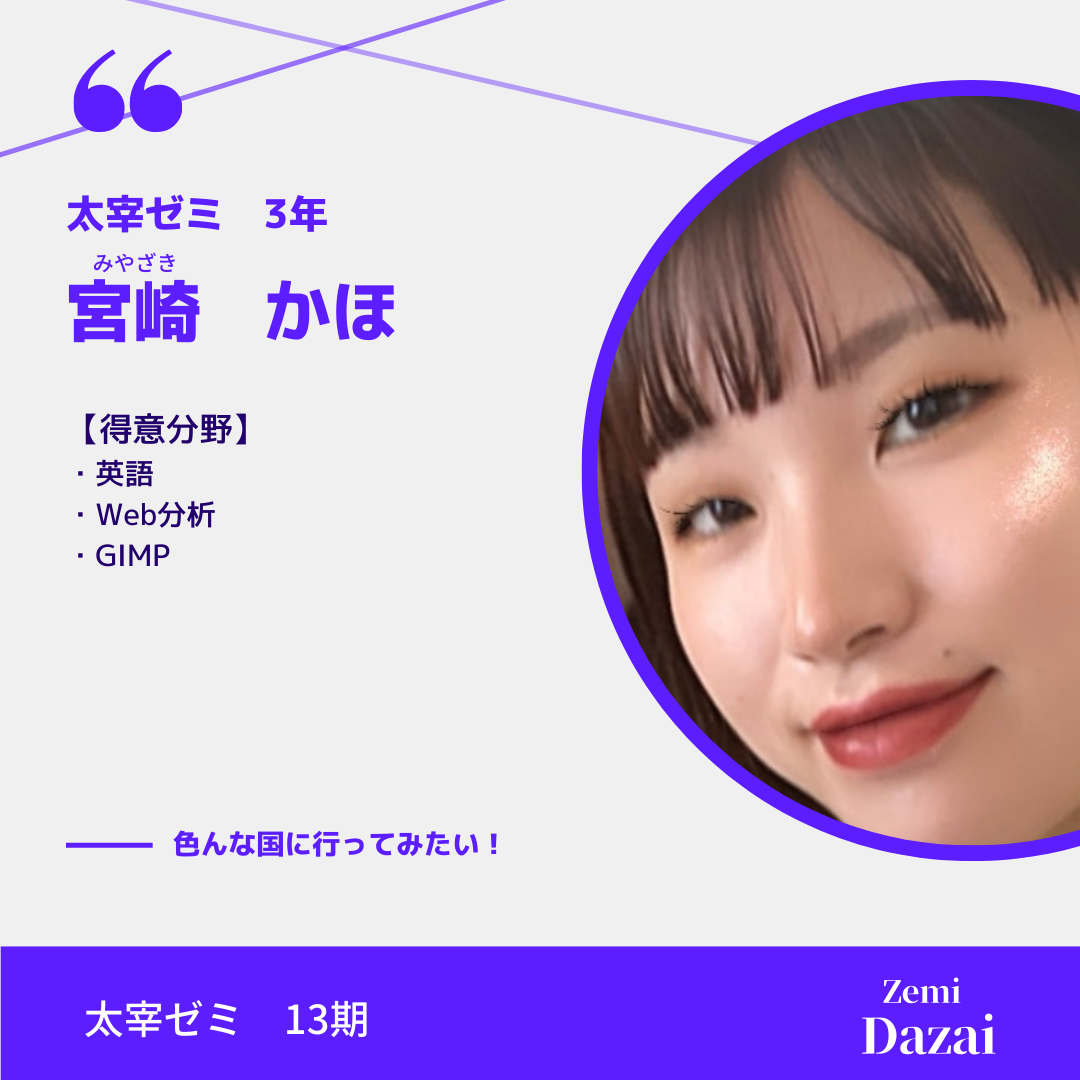 太宰ゼミ　3年
みやざき
宮崎　かほ
【得意分野】
・英語
・Web分析
・GIMP
色んな国に行ってみたい！
太宰ゼミ　13期
Zemi
Dazai